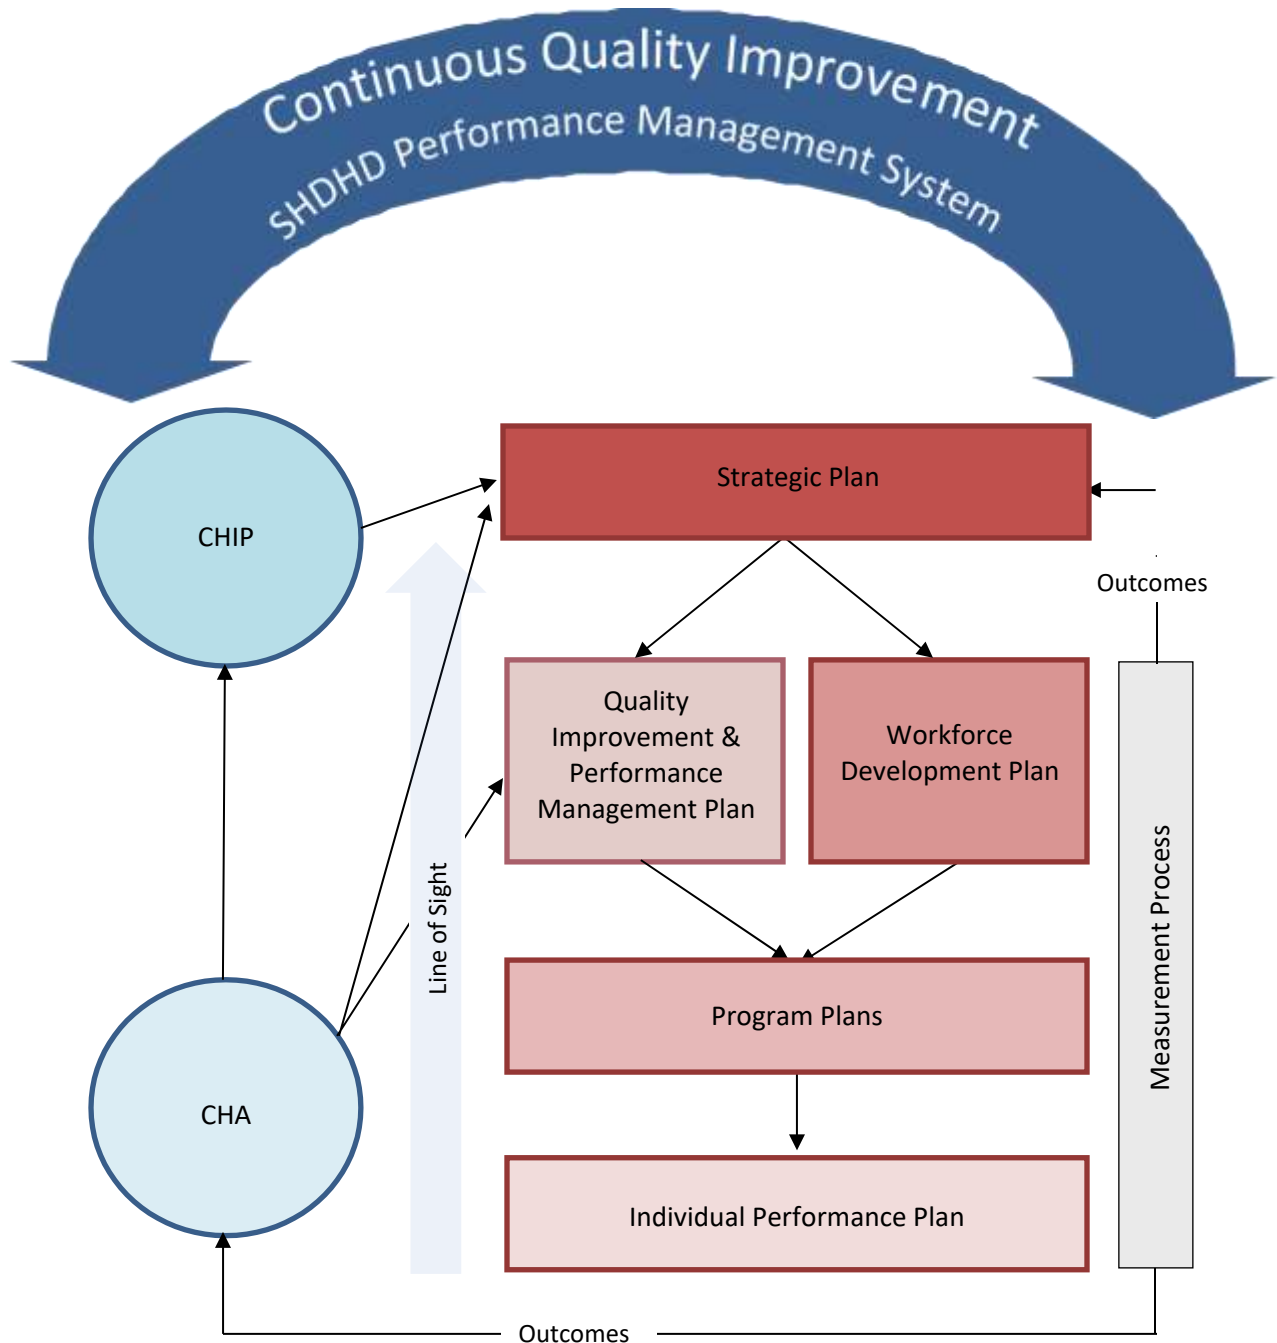 Continuous Quality Improvement
SHDHD Performance Management System
Strategic Plan
CHIP
Outcomes
Quality
Improvement &
Performance
Management Plan
Workforce
Development Plan
Line of Sight
Measurement Process
Program Plans
CHA
Individual Performance Plan
Outcomes